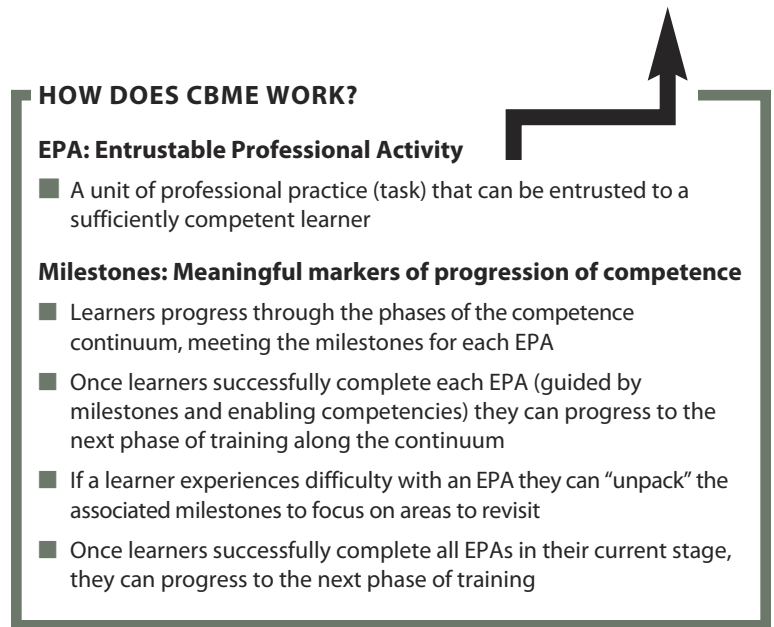 HOW DOES CBME WORK?
EPA: Entrustable Professional Activity
■ A unit of professional practice (task) that can be entrusted to a
sufficiently competent learner
Milestones: Meaningful markers of progression of competence
■ Learners progress through the phases of the competence
continuum, meeting the milestones for each EPA
■ Once learners successfully complete each EPA (guided by
milestones and enabling competencies) they can progress to the
next phase of training along the continuum
■ If a learner experiences difficulty with an EPA they can “unpack” the
associated milestones to focus on areas to revisit
■ Once learners successfully complete all EPAs in their current stage,
they can progress to the next phase of training